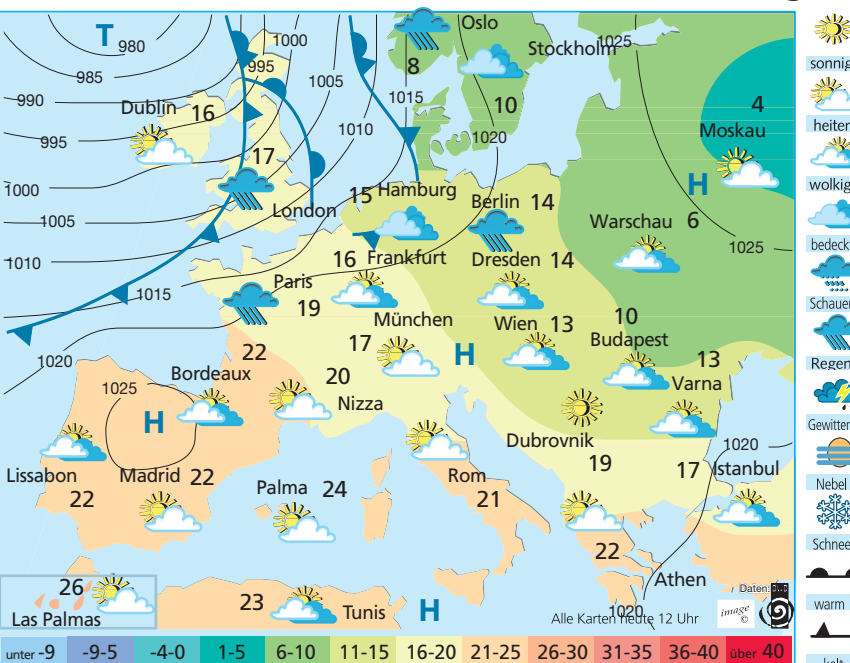 T
980
985
990
995
1000
1005
1010
1015
1020
995
1000
1005
1010
1015
1020
1025
Oslo
8
Stockholm
10
Dublin 16
17
London
15 Hamburg
Berlin 14
4
Moskau
H
Warschau 6
1025
16 Frankfurt
Dresden 14
Paris
19
München
17
Wien 13
10
Budapest
H
13
Varna
22
Bordeaux
20
Nizza
1025
H
Dubrovnik
19
1020
17 Istanbul
Lissabon
22
Madrid 22
Palma 24
Rom
21
22
Athen
1020
26
Las Palmas
23
Tunis
H
Alle Karten heute 12 Uhr
Daten:
image
©
sonnig
heiter
wolkig
bedeckt
Schauer
Regen
Gewitter
Nebel
Schnee
warm
kalt
unter -9 -9-5 -4-0 1-5 6-10 11-15 16-20 21-25 26-30 31-35 36-40 über 40